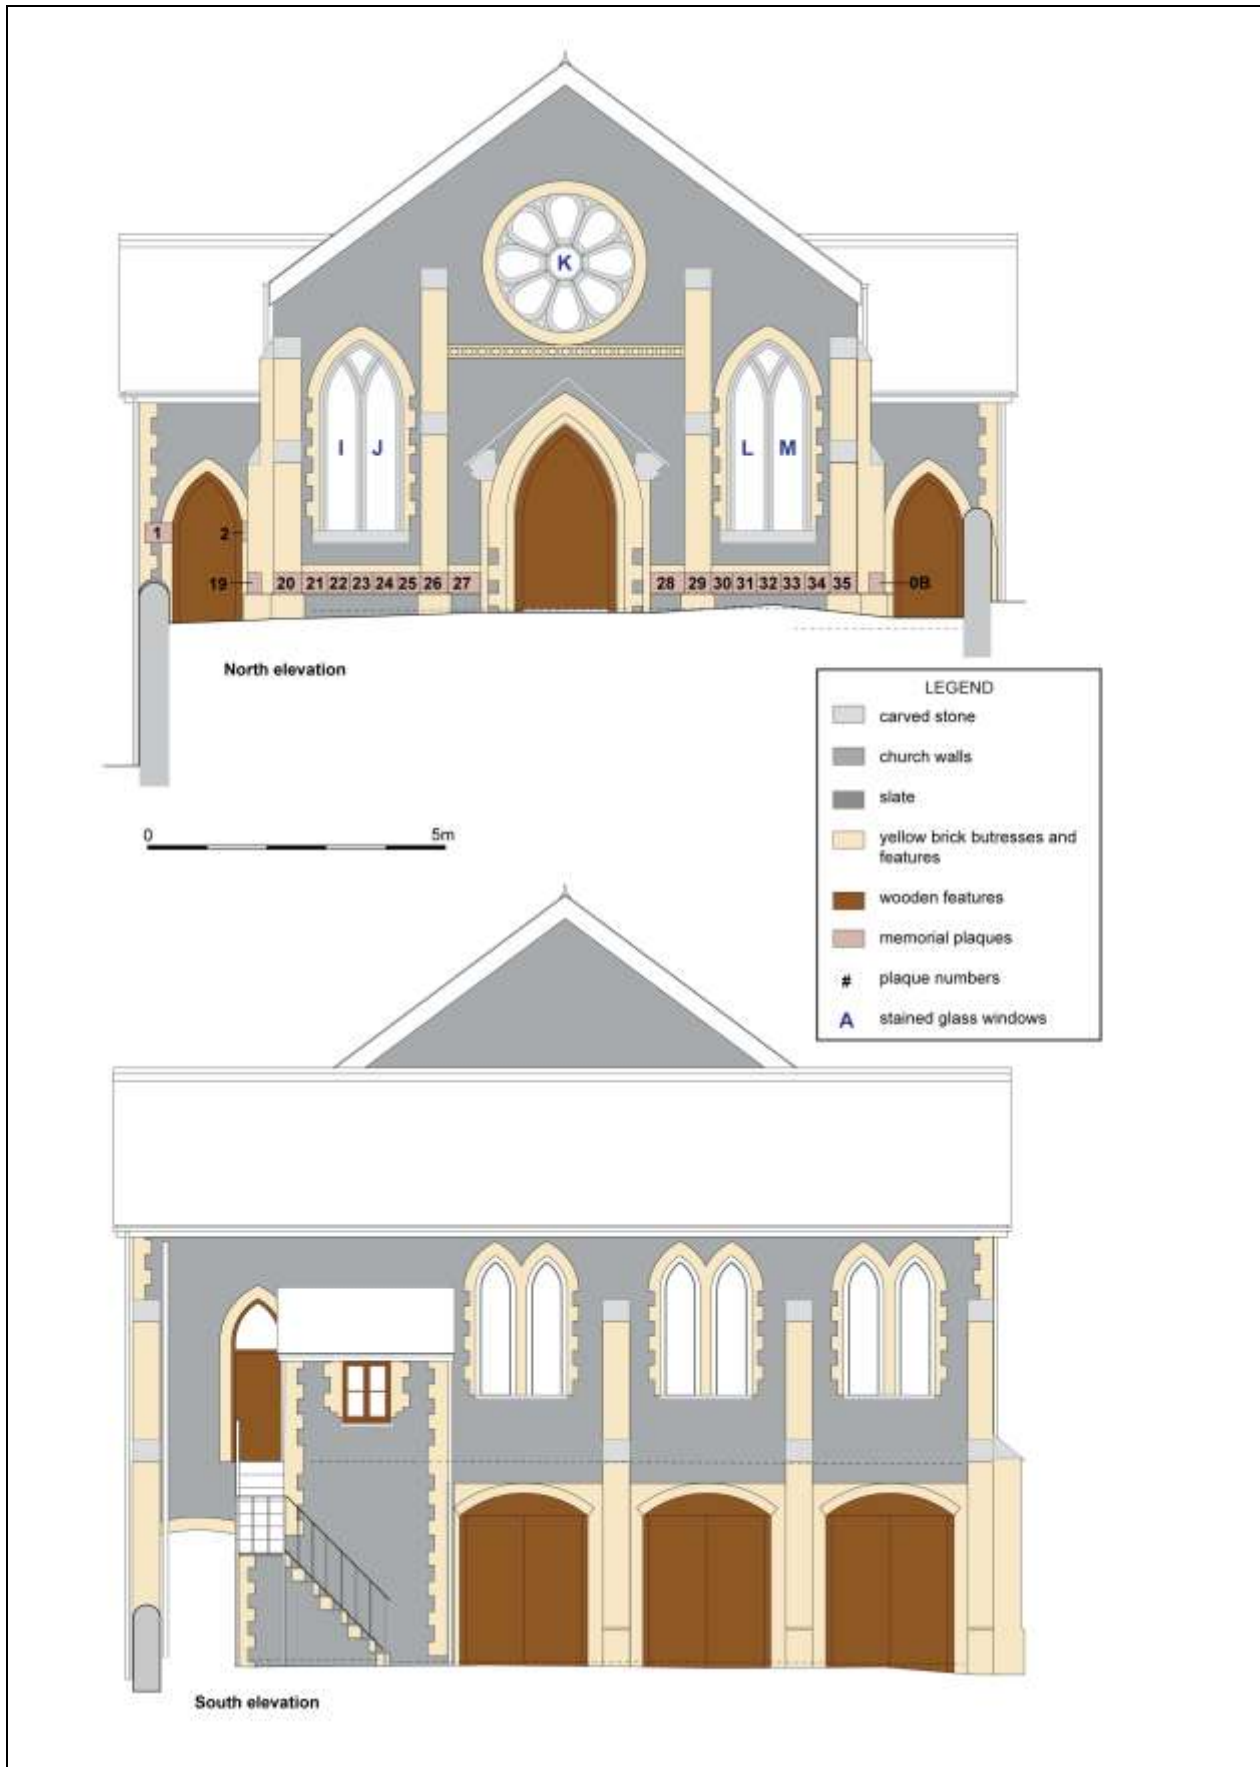 K
I J
L M
1
2
19
20 21 22 23 24 25 26 27
28 29 30 31 32 33 34 35
0B
North elevation
0 5m
LEGEND
carved stone
church walls
slate
yellow brick butresses and
features
wooden features
memorial plaques
# plaque numbers
A stained glass windows
South elevation